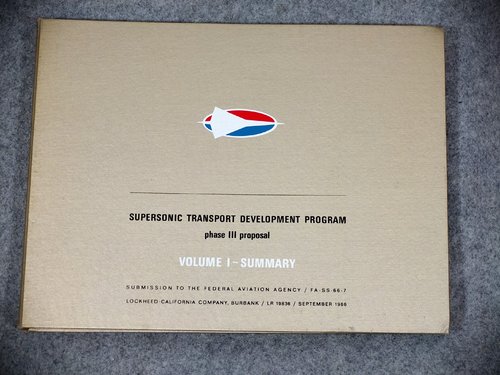 SUPERSONIC TRANSPORT DEVELOPMENT PROGRAM
phase III proposal
VOLUME I - SUMMARY
SUBMISSION TO THE FEDERAL AVIATION AGENCY / FA-SS-66-7
LOCKHEED-CALIFORNIA COMPANY, BURBANK / LR 19836 / SEPTEMBER 1966